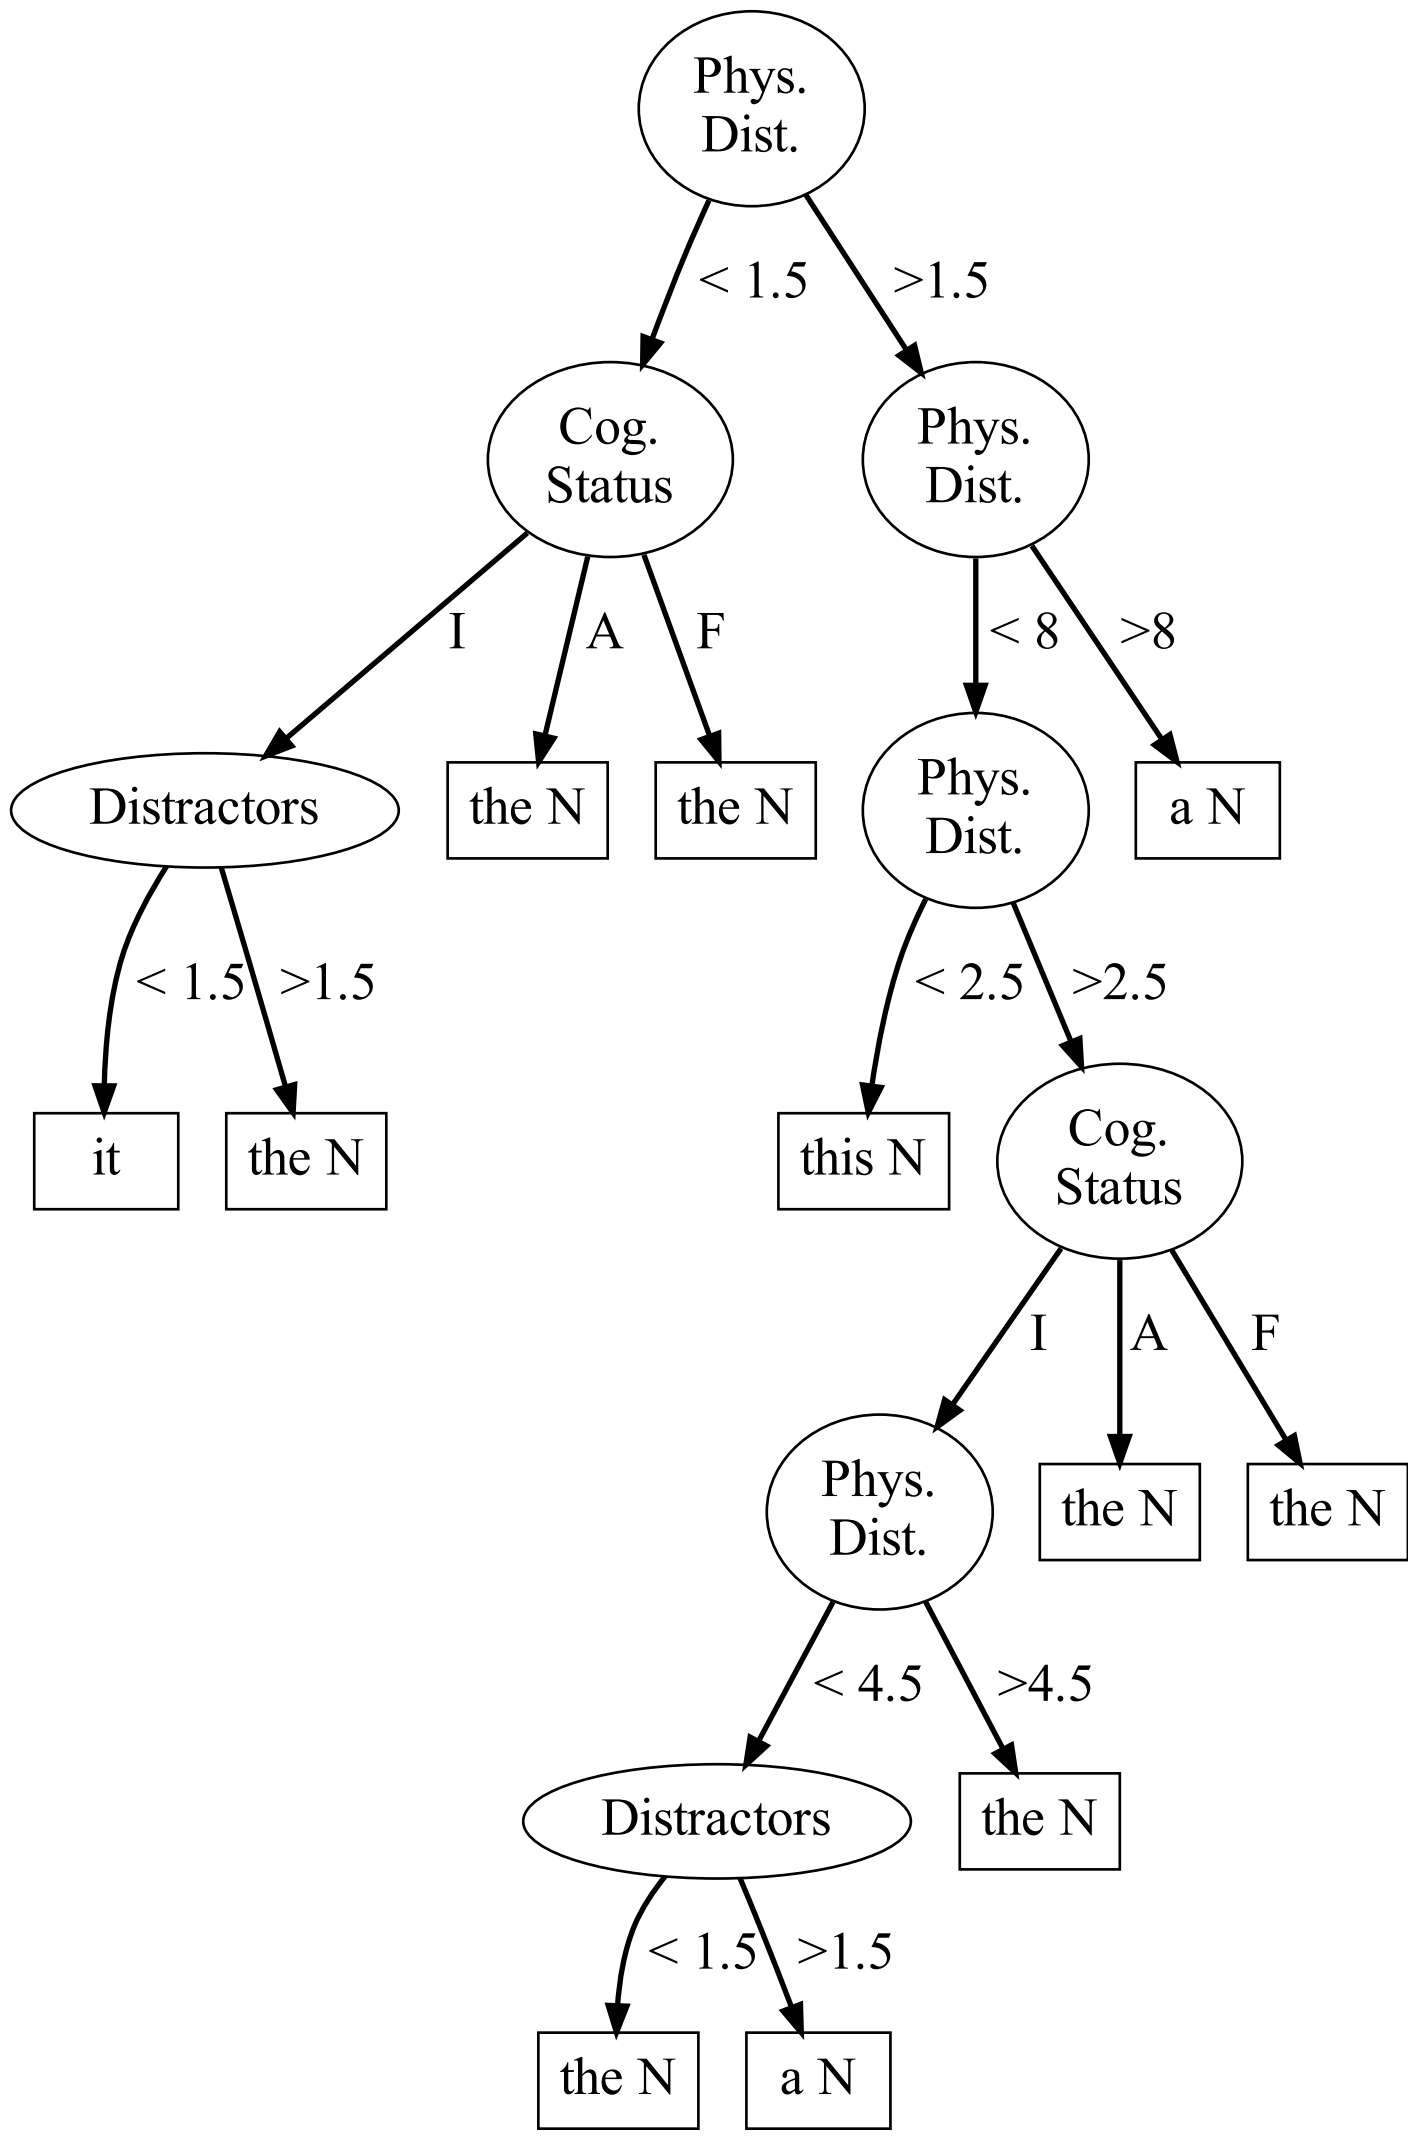 Phys.
Dist.
< 1.5
>1.5
Cog.
Status
Phys.
Dist.
I
A
F
< 8
>8
Distractors
the N
the N
Phys.
Dist.
a N
< 1.5
>1.5
< 2.5
>2.5
it
the N
this N
Cog.
Status
I
A
F
Phys.
Dist.
the N
the N
< 4.5
>4.5
Distractors
the N
< 1.5
>1.5
the N
a N